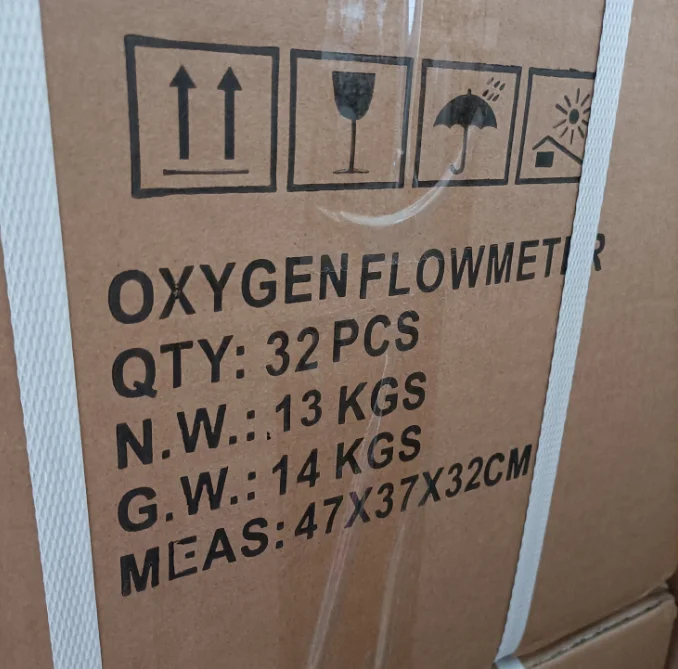 OXYGEN FLOWMETER
QTY: 32 PCS
N.W.: 13 KGS
G.W.: 14 KGS
MEAS: 47X37X32CM